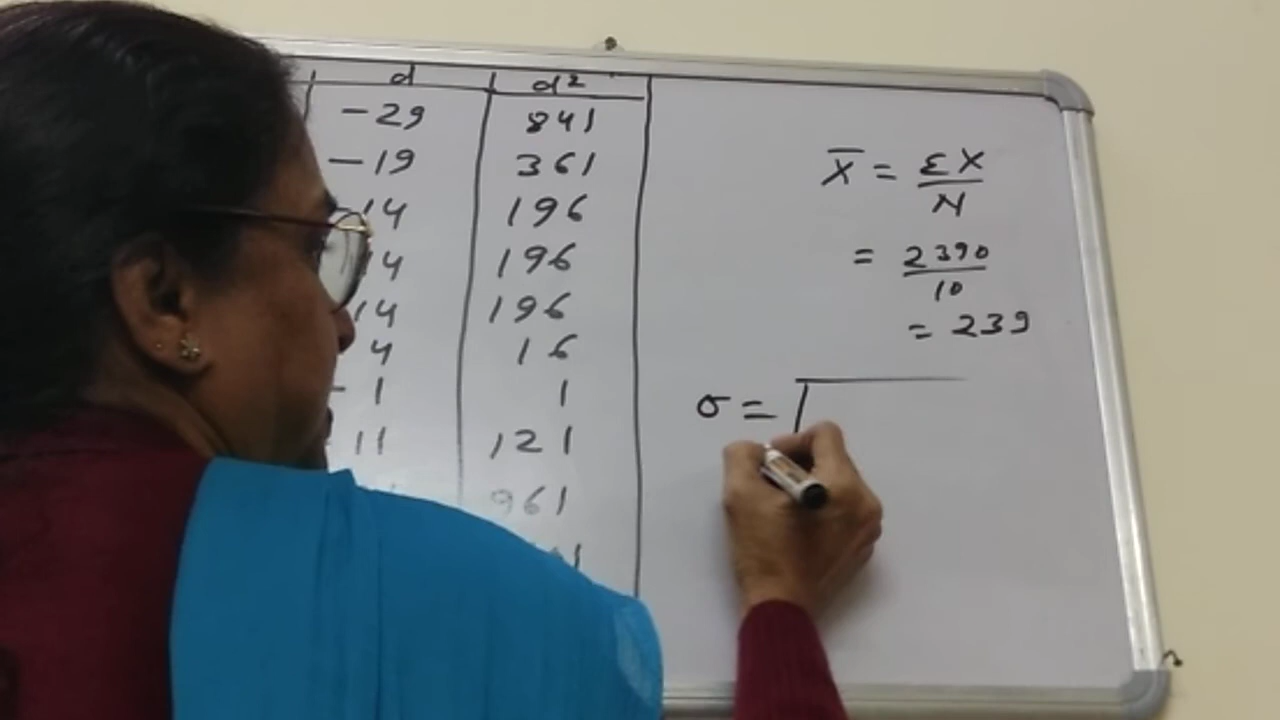 d d²
-29 841
-19 361
14 196
4 196
14 196
4 16
- 1 1
11 121
961
X̄ = ΣX / N
= 2390 / 10
= 239
σ = √